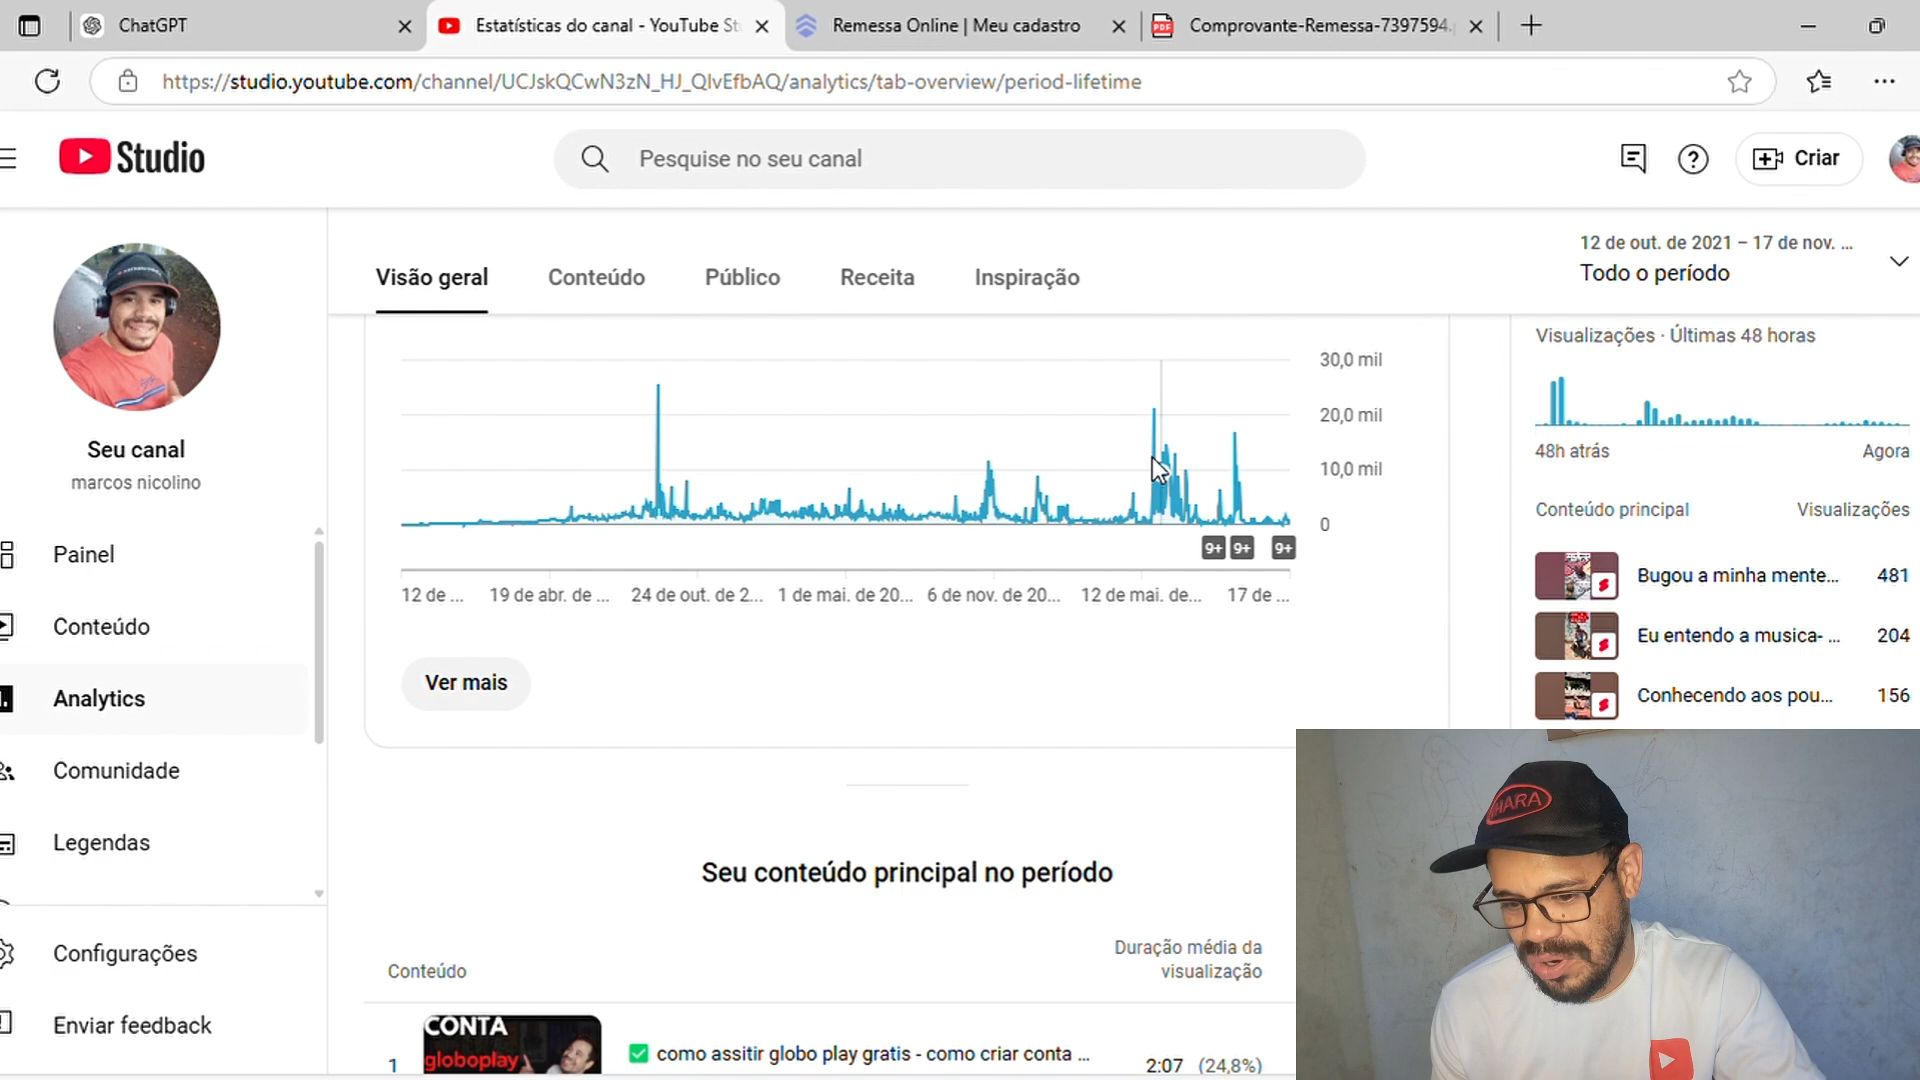 ChatGPT
Estatísticas do canal - YouTube St
Remessa Online | Meu cadastro
Comprovante-Remessa-7397594.
https://studio.youtube.com/channel/UCJskQCwN3zN_HJ_QlvEfbAQ/analytics/tab-overview/period-lifetime
Studio
Pesquise no seu canal
Criar
Seu canal
marcos nicolino
Painel
Conteúdo
Analytics
Comunidade
Legendas
Configurações
Enviar feedback
Visão geral
Conteúdo
Público
Receita
Inspiração
12 de out. de 2021 – 17 de nov. ...
Todo o período
30,0 mil
20,0 mil
10,0 mil
0
9+ 9+ 9+
12 de ... 19 de abr. de ... 24 de out. de 2... 1 de mai. de 20... 6 de nov. de 20... 12 de mai. de... 17 de ...
Ver mais
Visualizações · Últimas 48 horas
48h atrás Agora
Conteúdo principal Visualizações
Bugou a minha mente... 481
Eu entendo a musica- ... 204
Conhecendo aos pou... 156
Seu conteúdo principal no período
Conteúdo
Duração média da
visualização
1
CONTA
globoplay
como assitir globo play gratis - como criar conta ...
2:07 (24,8%)
HARA